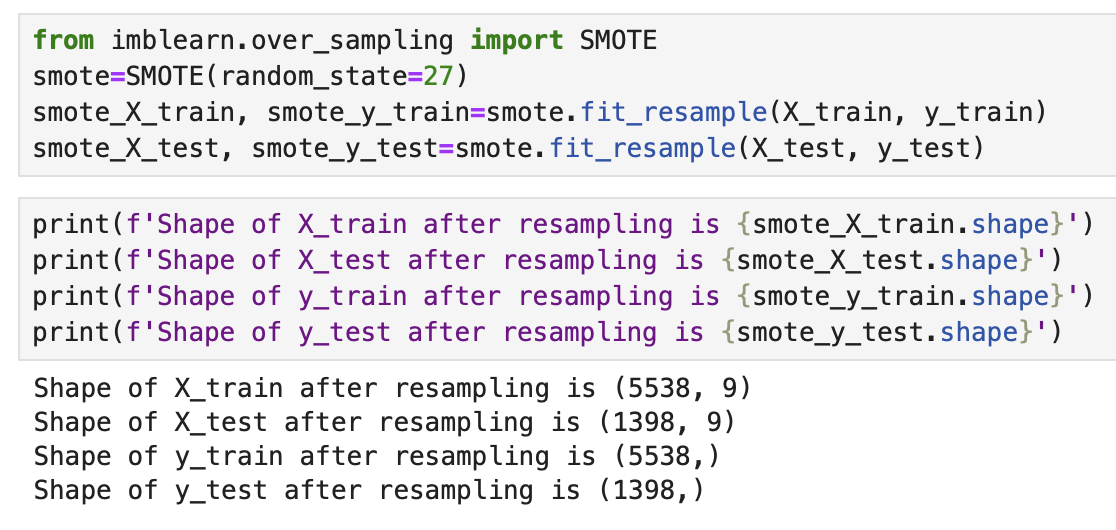 from imblearn.over_sampling import SMOTE
smote=SMOTE(random_state=27)
smote_X_train, smote_y_train=smote.fit_resample(X_train, y_train)
smote_X_test, smote_y_test=smote.fit_resample(X_test, y_test)
print(f'Shape of X_train after resampling is {smote_X_train.shape}')
print(f'Shape of X_test after resampling is {smote_X_test.shape}')
print(f'Shape of y_train after resampling is {smote_y_train.shape}')
print(f'Shape of y_test after resampling is {smote_y_test.shape}')
Shape of X_train after resampling is (5538, 9)
Shape of X_test after resampling is (1398, 9)
Shape of y_train after resampling is (5538,)
Shape of y_test after resampling is (1398,)